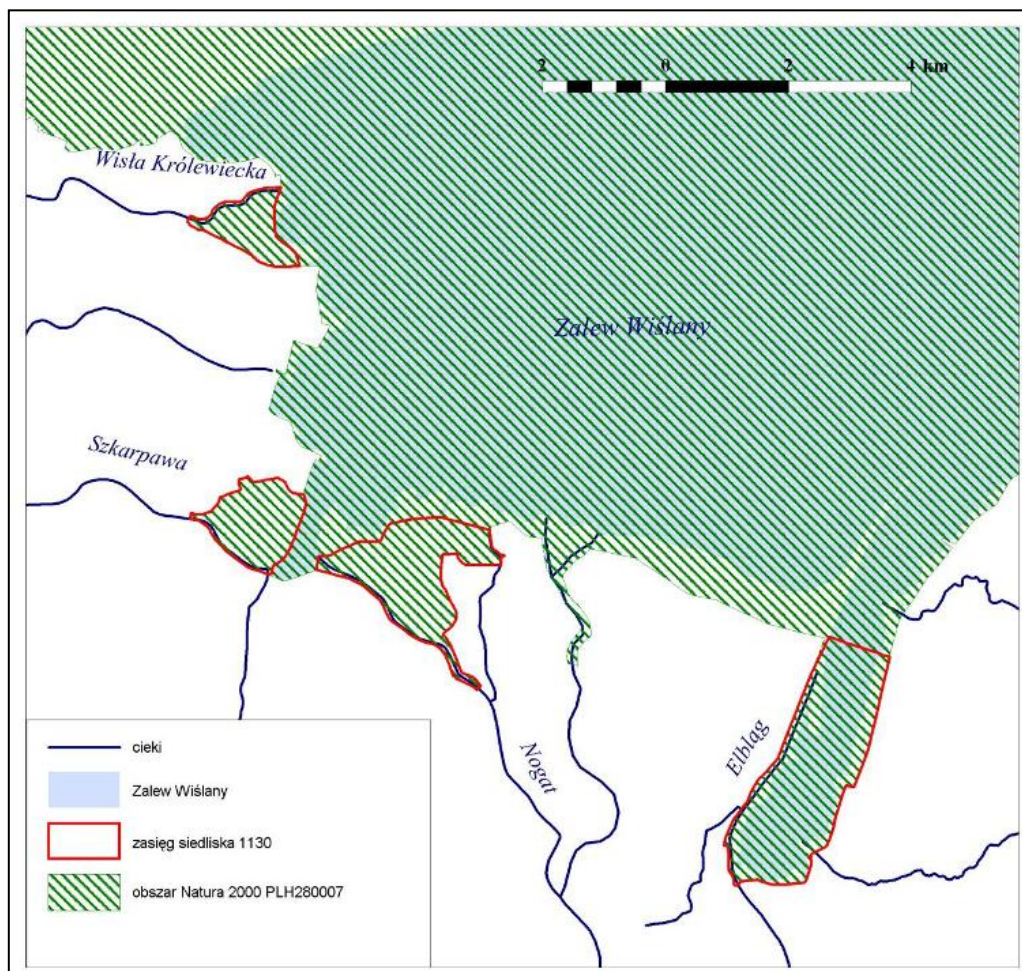 2 0 2 4 km
Wisła Królewiecka
Zalew Wiślany
Szkarpawa
Nogat
Elbląg
cieki
Zalew Wiślany
zasięg siedliska 1130
obszar Natura 2000 PLH280007